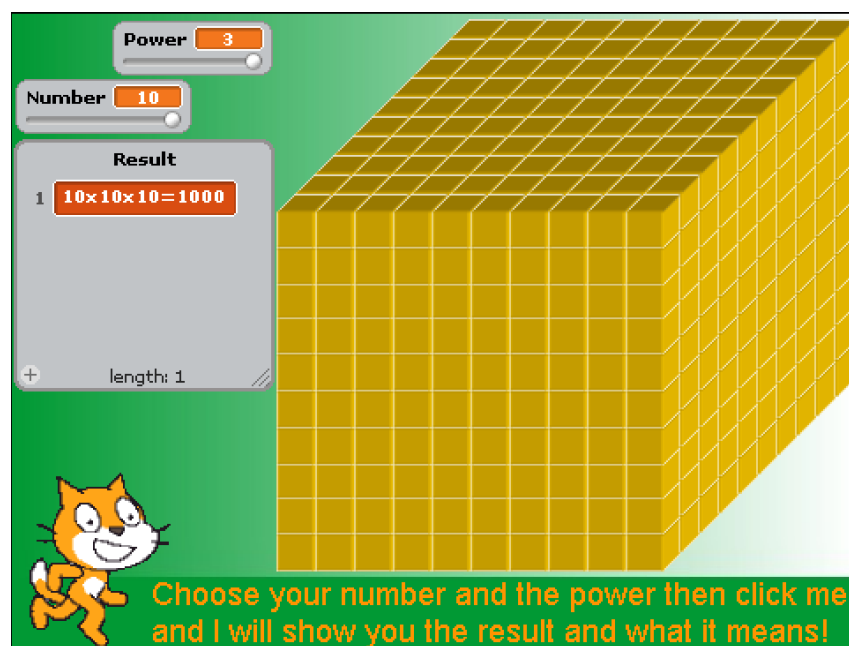 Power 3
Number 10
Result
1 10x10x10=1000
length: 1
Choose your number and the power then click me
and I will show you the result and what it means!